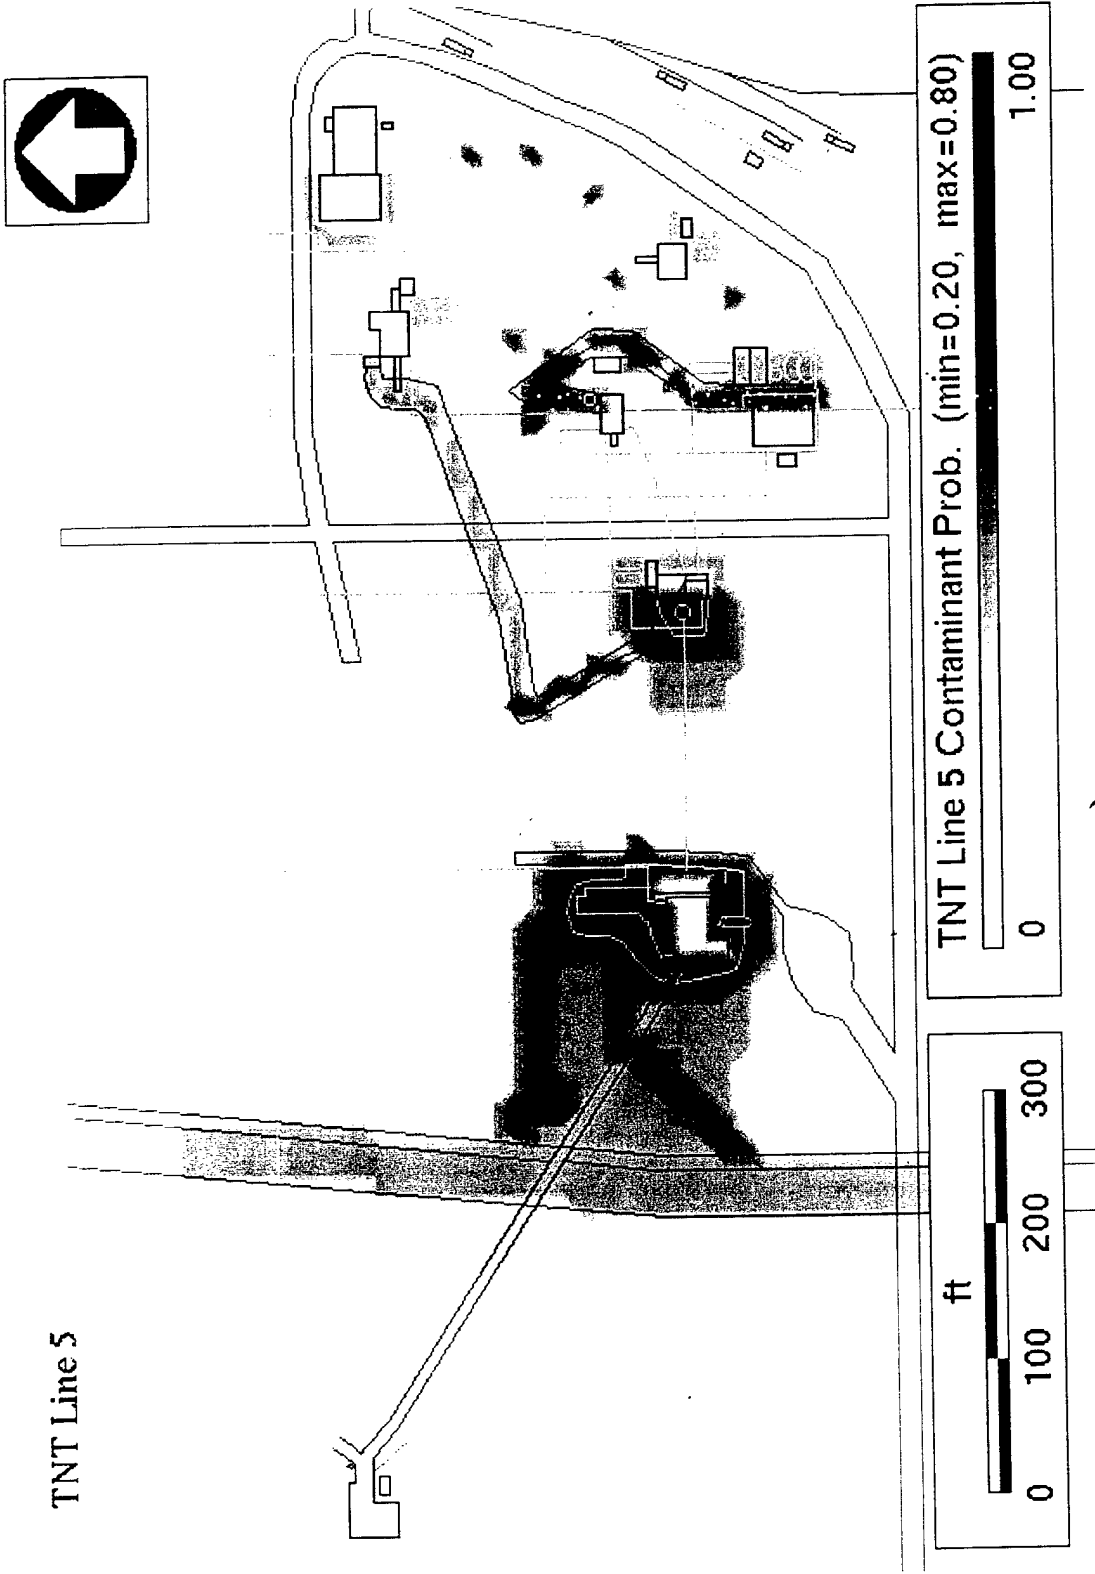 TNT Line 5
ft
0 100 200 300
TNT Line 5 Contaminant Prob. (min=0.20, max=0.80)
0 1.00